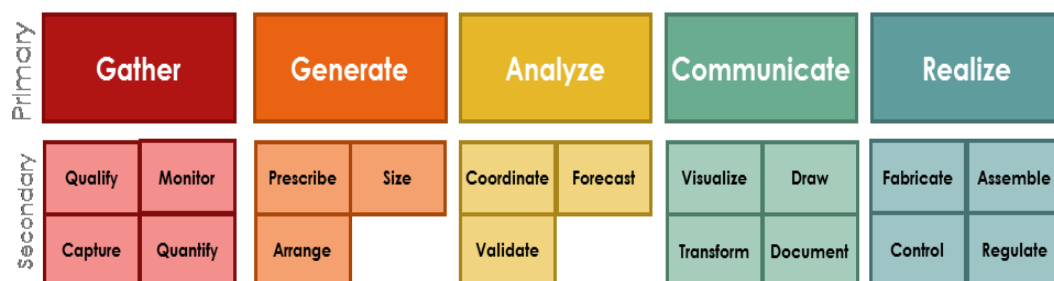 Primary
Gather
Generate
Analyze
Communicate
Realize
Secondary
Qualify
Monitor
Prescribe
Size
Coordinate
Forecast
Visualize
Draw
Fabricate
Assemble
Capture
Quantify
Arrange
Validate
Transform
Document
Control
Regulate